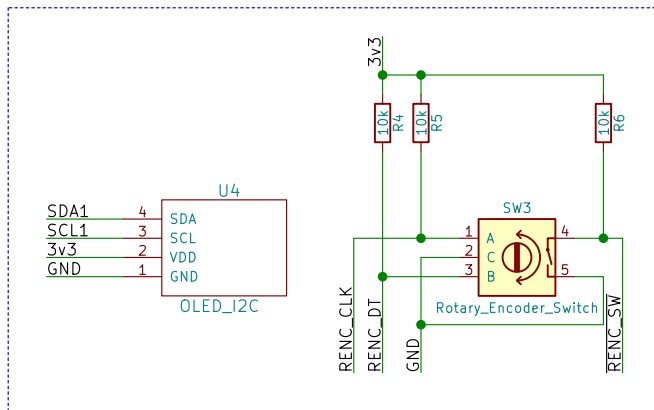 3v3
10k
R4
10k
R5
10k
R6
U4
SDA1 4 SDA
SCL1 3 SCL
3v3 2 VDD
GND 1 GND
OLED_I2C
SW3
1 A 4
2 C
3 B 5
Rotary_Encoder_Switch
RENC_CLK
RENC_DT
GND
RENC_SW